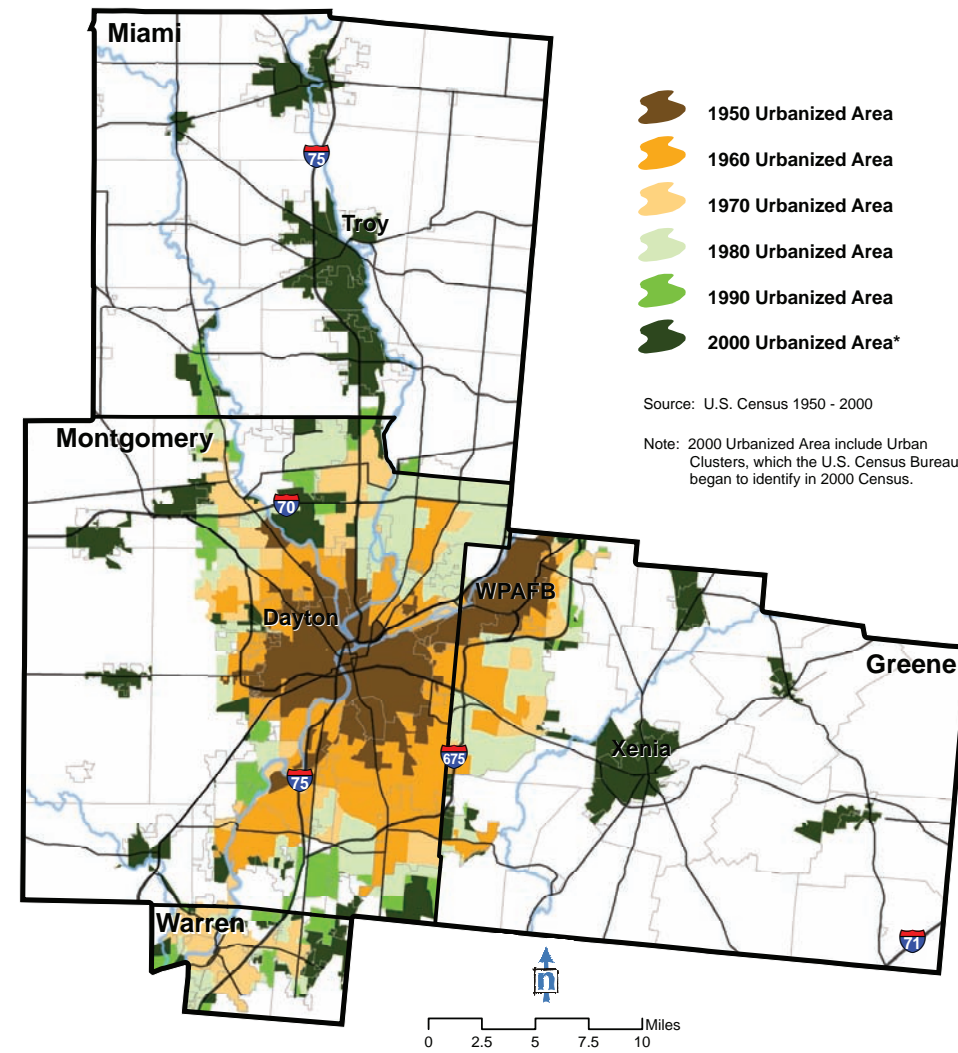 Miami
75
Troy
1950 Urbanized Area
1960 Urbanized Area
1970 Urbanized Area
1980 Urbanized Area
1990 Urbanized Area
2000 Urbanized Area*
Source: U.S. Census 1950 - 2000
Note: 2000 Urbanized Area include Urban
Clusters, which the U.S. Census Bureau
began to identify in 2000 Census.
Montgomery
70
WPAFB
Dayton
Greene
Xenia
675
75
Warren
71
n
Miles
0 2.5 5 7.5 10